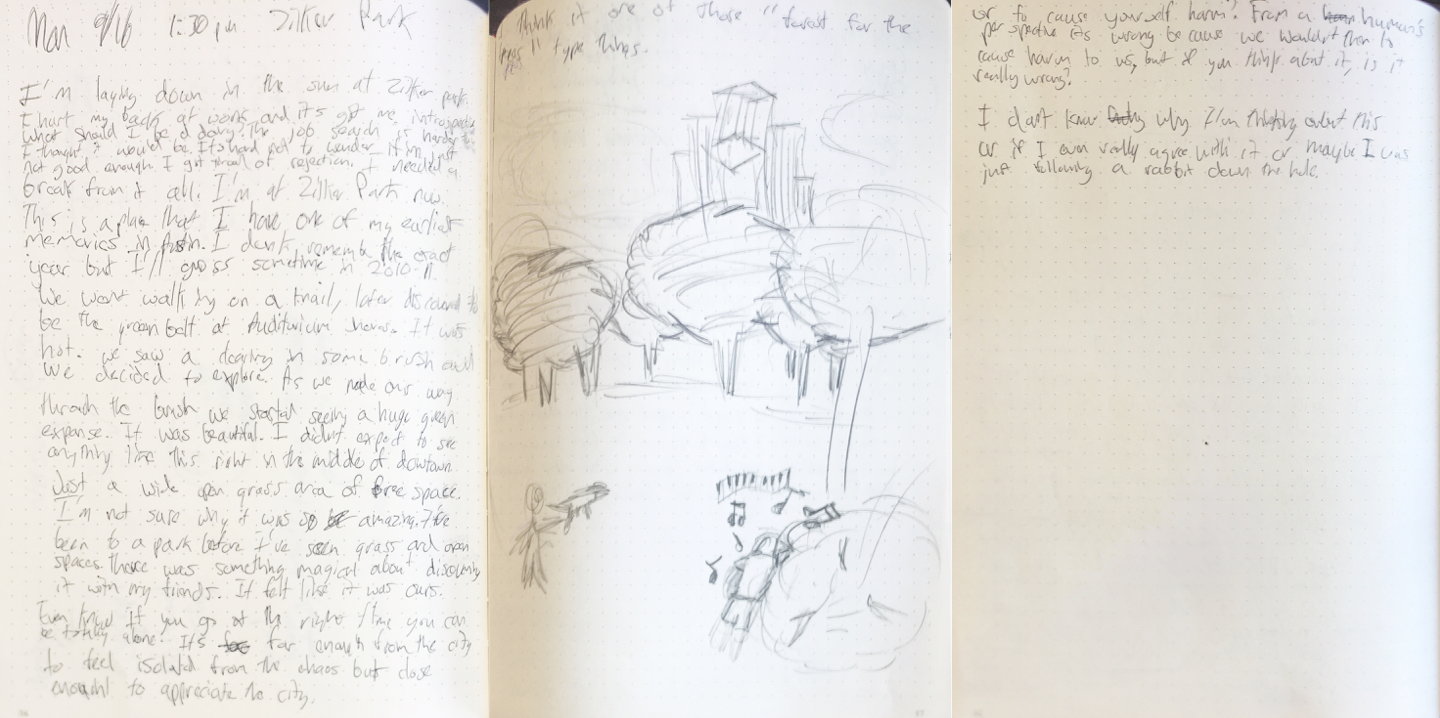 Mon 9/16 1:30 pm Zilker Park
I'm laying down in the sun at Zilker park.
I hurt my back at work and it's got me introspective
What should I be doing? The job search is harder
I thought it would be. It's hard not to wonder if I'm just
not good enough. I got tired of rejection. I needed a
break from it all. I'm at Zilker Park now.
This is a place that I have one of my earliest
memories in I dont remember the exact
year but I'll guess sometime in 2010-11
We went walking on a trail, later discovered to
be the greenbelt at Auditorium shores. It was
hot. we saw a clearing in some brush and
we decided to explore. As we made our way
through the brush we started seeing a huge green
expanse. It was beautiful. I didn't expect to see
anything like this right in the middle of dowtown.
Just a wide open grass area of free space.
I'm not sure why it was so amazing. I've
been to a park before I've seen grass and open
spaces. There was something magical about discovering
it with my friends. It felt like it was ours.
Even know if you go at the right time you can
be totally alone. It's far enough from the city
to feel isolated from the chaos but close
enough to appreciate the city.
think it one of those "forest for the
trees" type things.
or to cause yourself harm? From a human's
perspective its wrong because we wouldn't then to
cause harm to us, but if you think about it, is it
really wrong?
I dont know why I'm thinking about this
or if I even really agree with it or maybe I was
just following a rabbit down the hole.